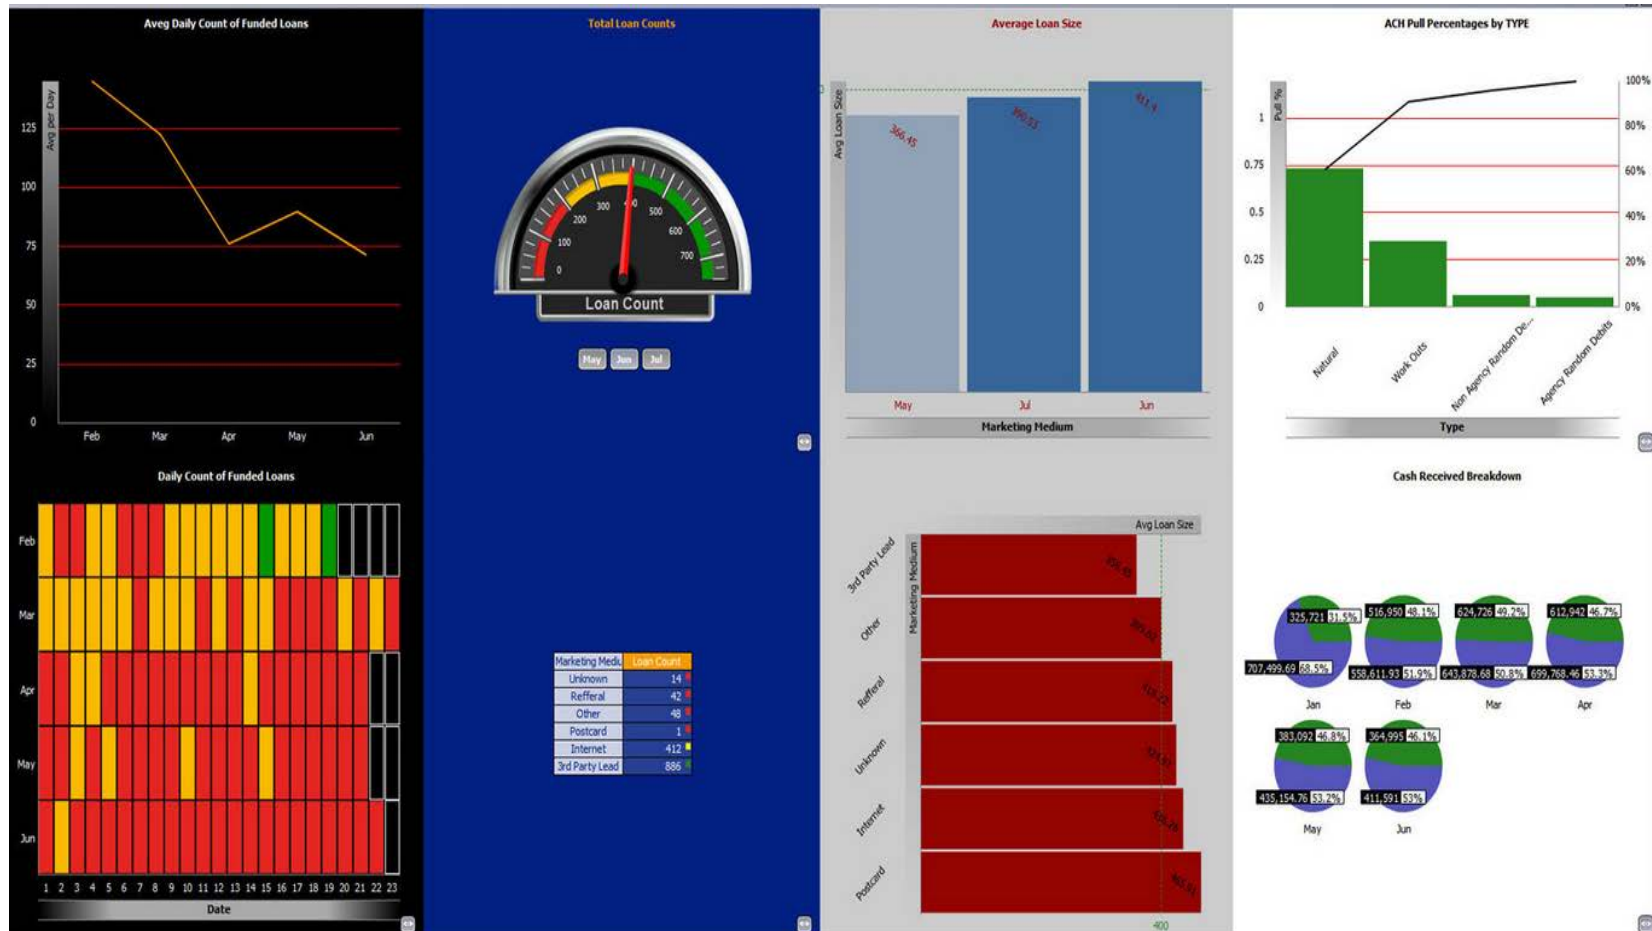 Aveg Daily Count of Funded Loans
Avg per Day
125
100
75
50
25
0
Feb Mar Apr May Jun
Daily Count of Funded Loans
Feb
Mar
Apr
May
Jun
1 2 3 4 5 6 7 8 9 10 11 12 13 14 15 16 17 18 19 20 21 22 23
Date
Total Loan Counts
0 100 200 300 400 500 600 700
Loan Count
May Jun Jul
Marketing Mediu Loan Count
Unknown 14
Refferal 42
Other 48
Postcard 1
Internet 412
3rd Party Lead 886
Average Loan Size
Avg Loan Size
366.45
390.53
411.4
May Jul Jun
Marketing Medium
Avg Loan Size
Marketing Medium
3rd Party Lead
Other
Refferal
Unknown
Internet
Postcard
400
ACH Pull Percentages by TYPE
Pull %
1
0.75
0.5
0.25
0
100%
80%
60%
40%
20%
0%
Natural
Work Outs
Non Agency Random De...
Agency Random Debits
Type
Cash Received Breakdown
325,721 31.5%
516,950 48.1%
624,726 49.2%
612,942 46.7%
707,499.69 68.5%
558,611.93 51.9%
643,878.68 50.8%
699,768.46 53.3%
Jan Feb Mar Apr
383,092 46.8%
364,995 46.1%
435,154.76 53.2%
411,591 53%
May Jun